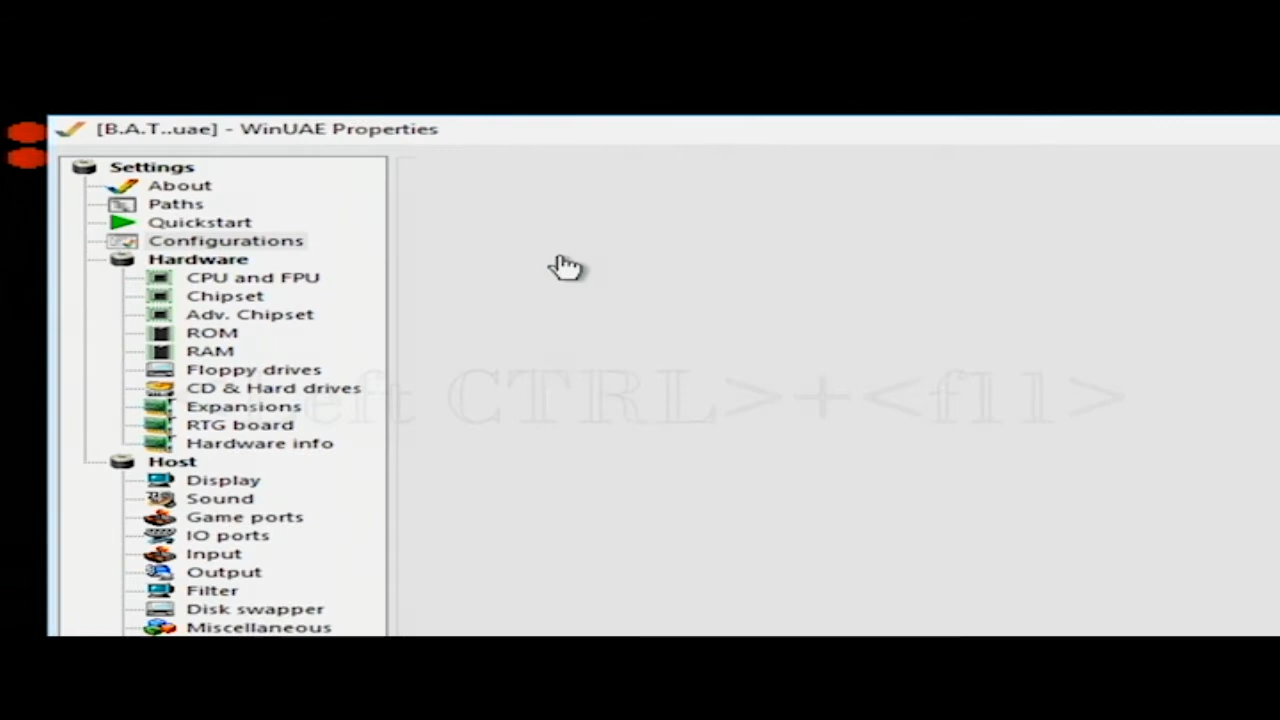 [B.A.T..uae] - WinUAE Properties
Settings
About
Paths
Quickstart
Configurations
Hardware
CPU and FPU
Chipset
Adv. Chipset
ROM
RAM
Floppy drives
CD & Hard drives
Expansions
RTG board
Hardware info
Host
Display
Sound
Game ports
IO ports
Input
Output
Filter
Disk swapper
Miscellaneous
left CTRL>+<f11>